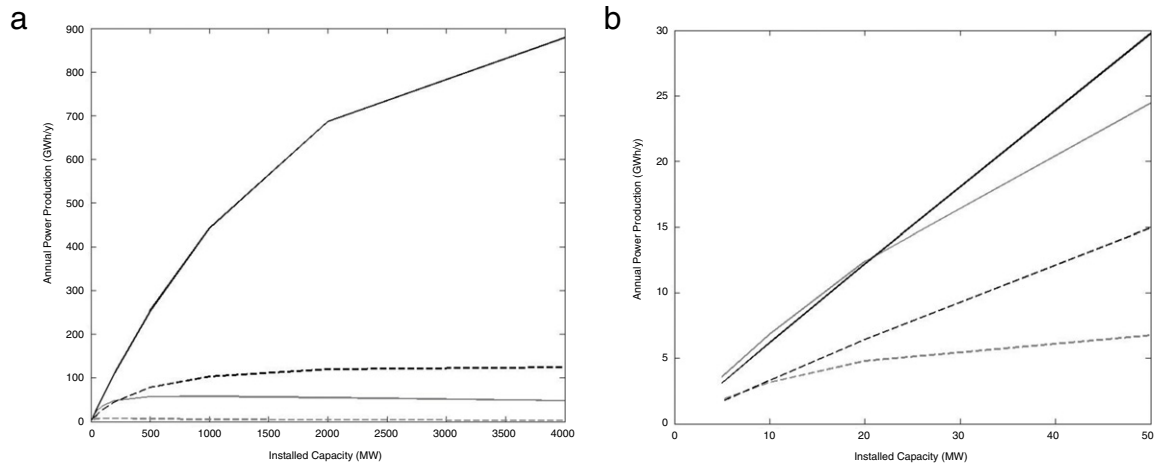 a
900
800
700
600
500
400
300
200
100
0
Annual Power Production (GWh/y)
0 500 1000 1500 2000 2500 3000 3500 4000
Installed Capacity (MW)
b
30
25
20
15
10
5
0
Annual Power Production (GWh/y)
0 10 20 30 40 50
Installed Capacity (MW)